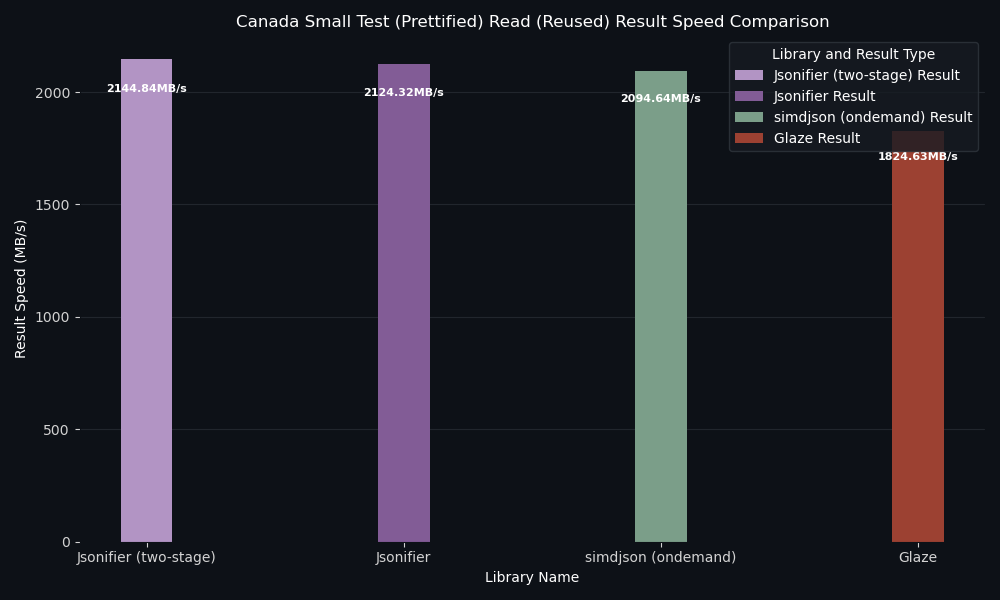 Canada Small Test (Prettified) Read (Reused) Result Speed Comparison
Library and Result Type
Jsonifier (two-stage) Result
Jsonifier Result
simdjson (ondemand) Result
Glaze Result
2144.84MB/s
2124.32MB/s
2094.64MB/s
1824.63MB/s
Result Speed (MB/s)
2000
1500
1000
500
0
Jsonifier (two-stage)
Jsonifier
simdjson (ondemand)
Glaze
Library Name